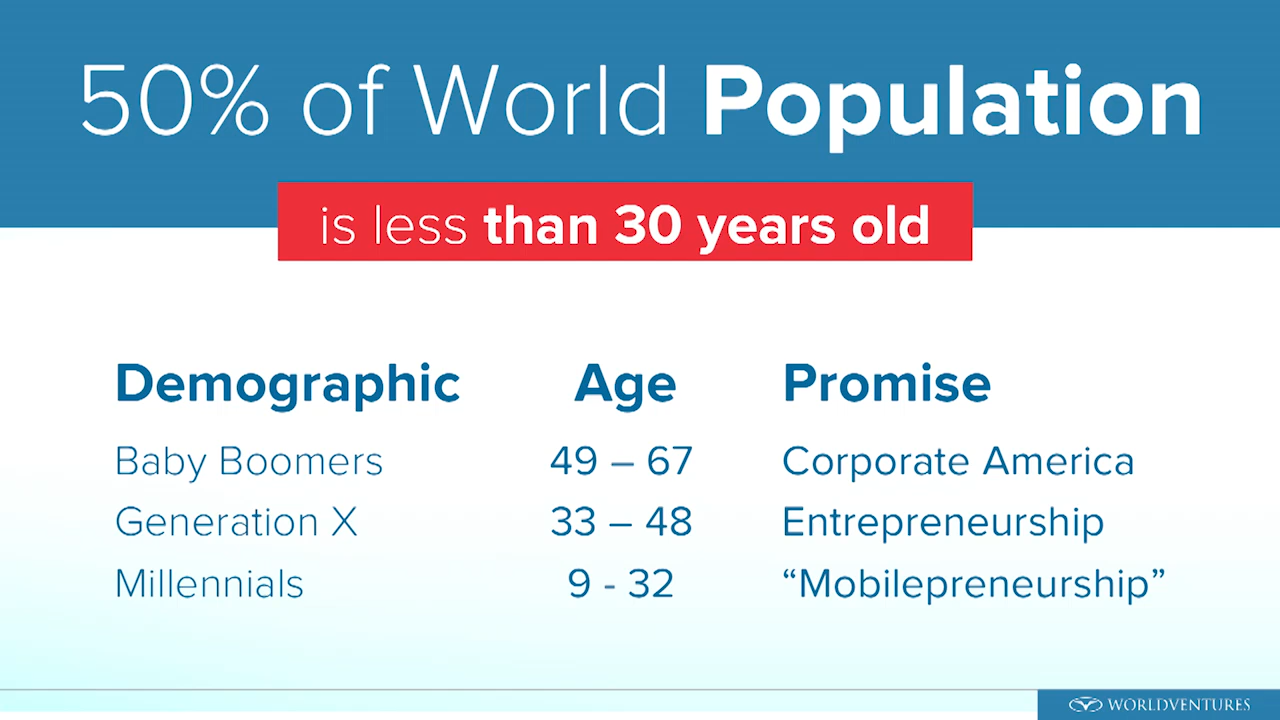 50% of World Population
is less than 30 years old
Demographic Age Promise
Baby Boomers 49 – 67 Corporate America
Generation X 33 – 48 Entrepreneurship
Millennials 9 - 32 “Mobilepreneurship”
WORLDVENTURES